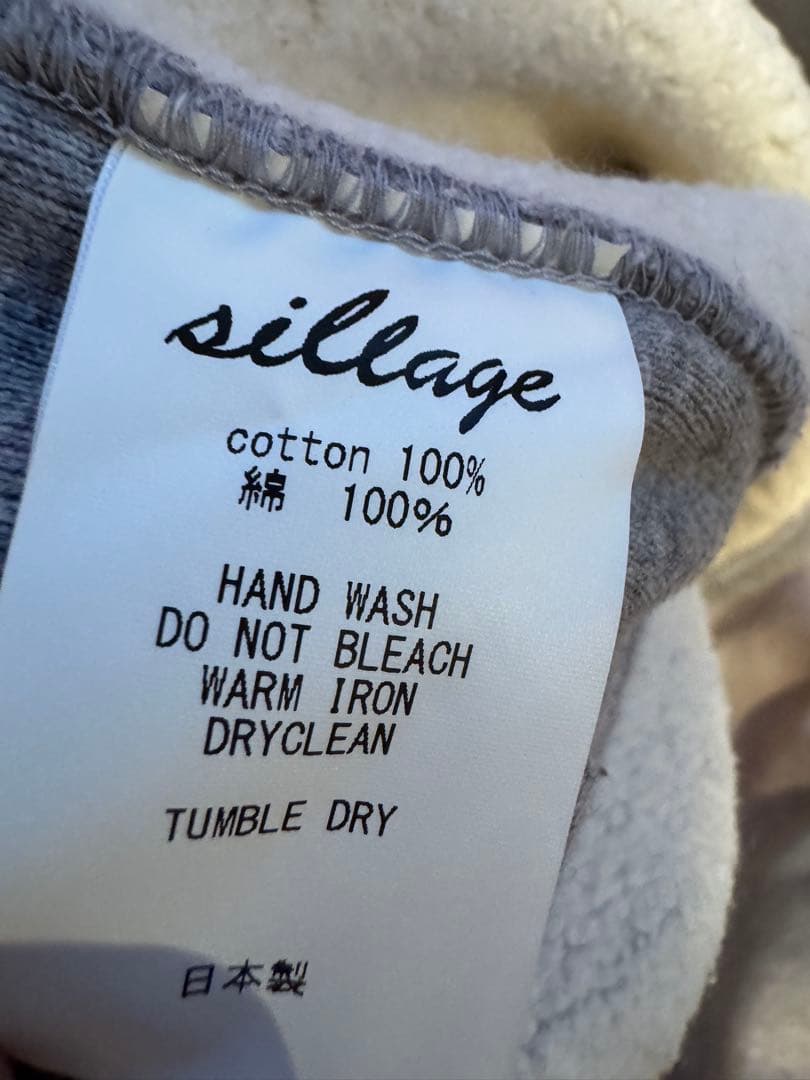 sillage
cotton 100%
綿 100%
HAND WASH
DO NOT BLEACH
WARM IRON
DRYCLEAN
TUMBLE DRY
日本製